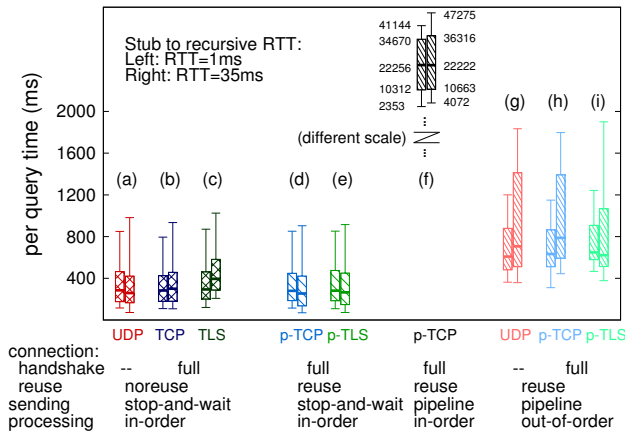 41144 47275
34670 36316
22256 22222
10312 10663
2353 4072
Stub to recursive RTT:
Left: RTT=1ms
Right: RTT=35ms
(different scale)
per query time (ms)
2000
1600
1200
800
400
(a) (b) (c) (d) (e) (f) (g) (h) (i)
UDP TCP TLS p-TCP p-TLS p-TCP UDP p-TCP p-TLS
connection:
handshake -- full full full -- full
reuse noreuse reuse reuse reuse
sending stop-and-wait stop-and-wait pipeline pipeline
processing in-order in-order in-order out-of-order